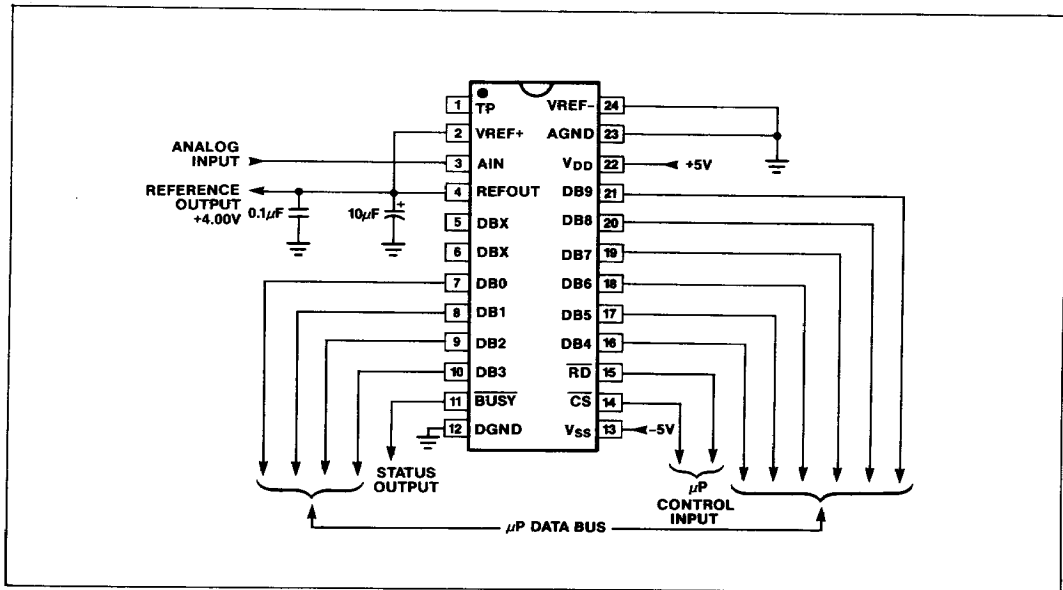 1 TP VREF- 24
2 VREF+ AGND 23
ANALOG
INPUT
3 AIN VDD 22 +5V
REFERENCE
OUTPUT
+4.00V
0.1μF 10μF +
4 REFOUT DB9 21
5 DBX DB8 20
6 DBX DB7 19
7 DB0 DB6 18
8 DB1 DB5 17
9 DB2 DB4 16
10 DB3 RD 15
11 BUSY CS 14
12 DGND VSS 13 -5V
STATUS
OUTPUT
μP
CONTROL
INPUT
μP DATA BUS